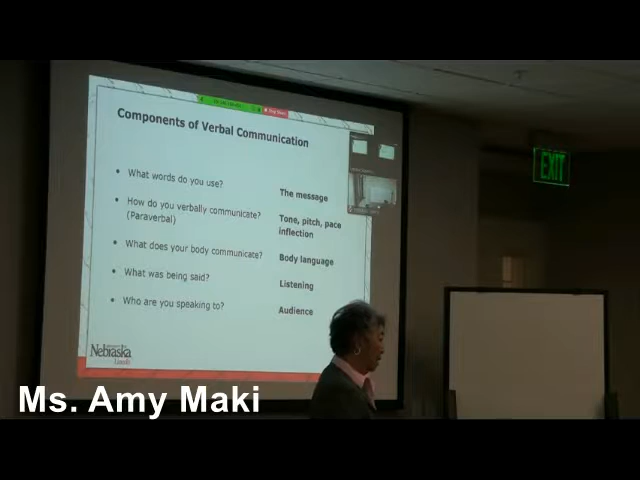 Components of Verbal Communication
EXIT
• What words do you use?
The message
• How do you verbally communicate?
(Paraverbal)
Tone, pitch, pace
inflection
• What does your body communicate?
Body language
• What was being said?
Listening
• Who are you speaking to?
Audience
Nebraska
Lincoln
Ms. Amy Maki